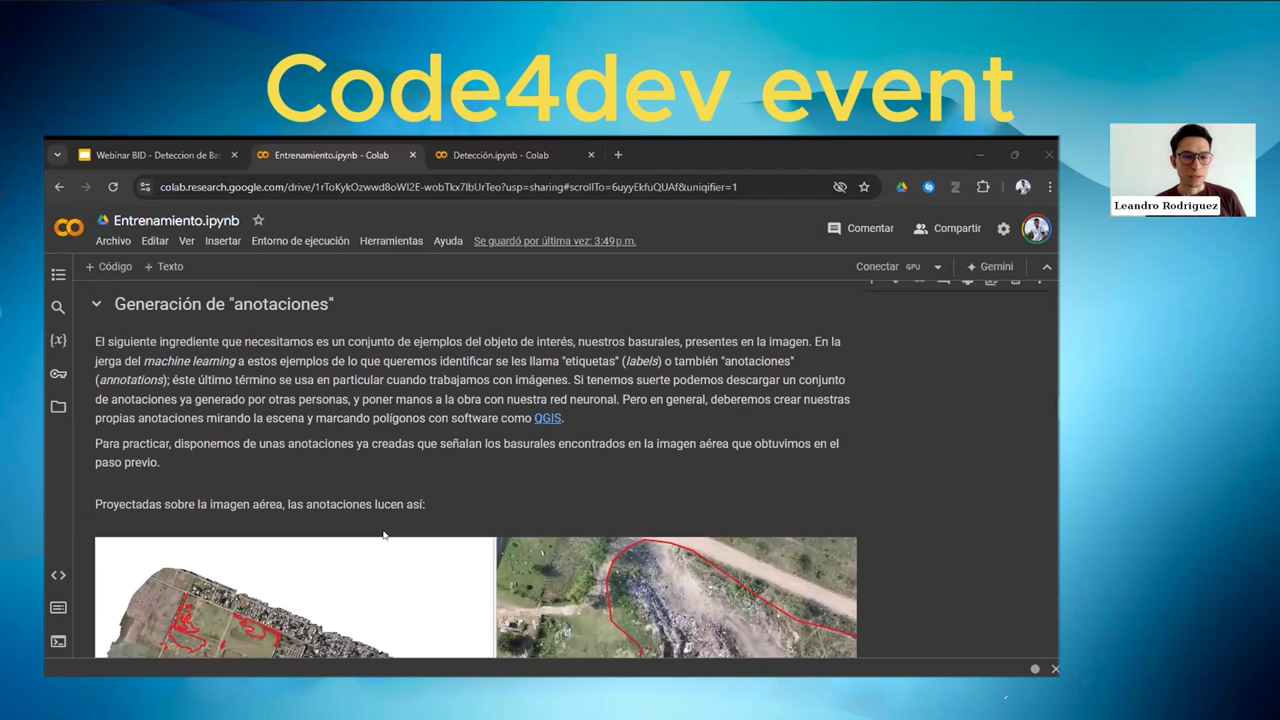 Code4dev event
Webinar BID - Deteccion de Ba
Entrenamiento.ipynb - Colab
Detección.ipynb - Colab
colab.research.google.com/drive/1rToKykOzwwd8oWI2E-wobTkx7IbUrTeo?usp=sharing#scrollTo=6uyyEkfuQUAf&uniqifier=1
Leandro Rodriguez
Entrenamiento.ipynb
Comentar
Compartir
Archivo Editar Ver Insertar Entorno de ejecución Herramientas Ayuda Se guardó por última vez: 3:49 p.m.
+ Código + Texto
Conectar GPU
Gemini
Generación de "anotaciones"
El siguiente ingrediente que necesitamos es un conjunto de ejemplos del objeto de interés, nuestros basurales, presentes en la imagen. En la
jerga del machine learning a estos ejemplos de lo que queremos identificar se les llama "etiquetas" (labels) o también "anotaciones"
(annotations); éste último término se usa en particular cuando trabajamos con imágenes. Si tenemos suerte podemos descargar un conjunto
de anotaciones ya generado por otras personas, y poner manos a la obra con nuestra red neuronal. Pero en general, deberemos crear nuestras
propias anotaciones mirando la escena y marcando polígonos con software como QGIS.
Para practicar, disponemos de unas anotaciones ya creadas que señalan los basurales encontrados en la imagen aérea que obtuvimos en el
paso previo.
Proyectadas sobre la imagen aérea, las anotaciones lucen así: